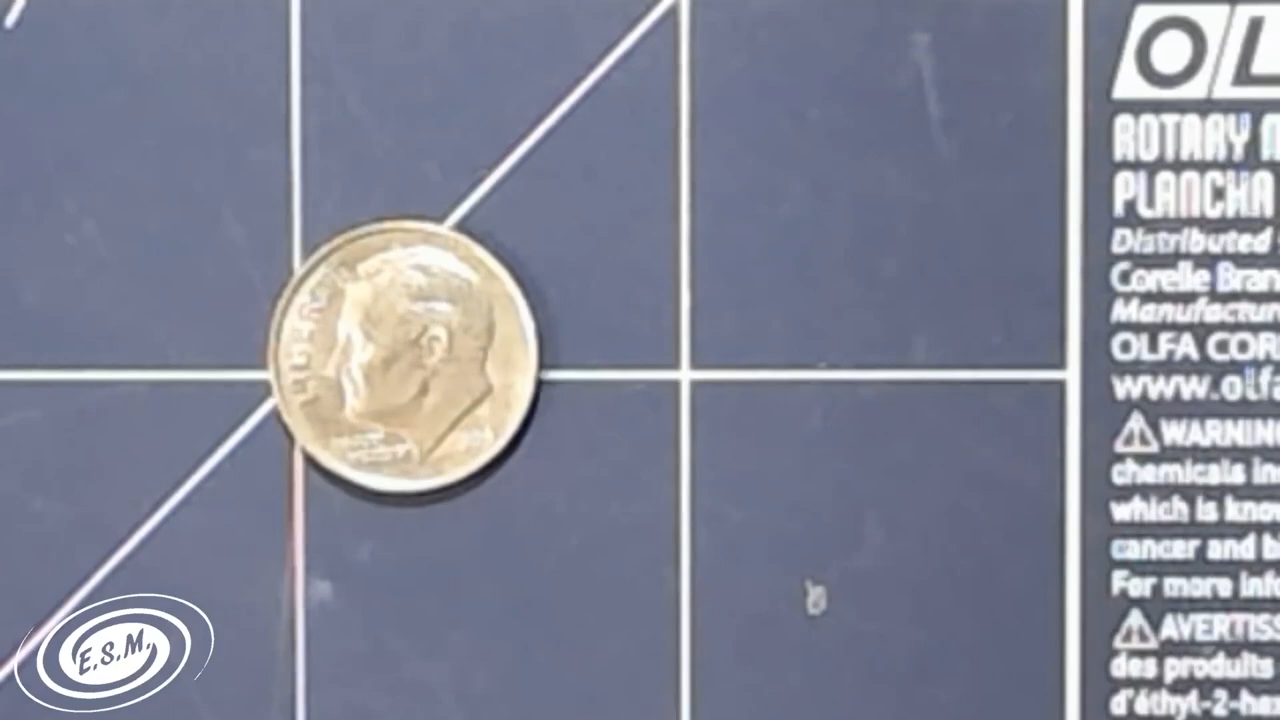 OL
ROTARY M
PLANCHA
Distributed
Corelle Bran
Manufactur
OLFA COR
www.olfa
WARNING
chemicals in
which is know
cancer and b
For more info
AVERTISS
des produits
d'éthyl-2-hex
E.S.M.